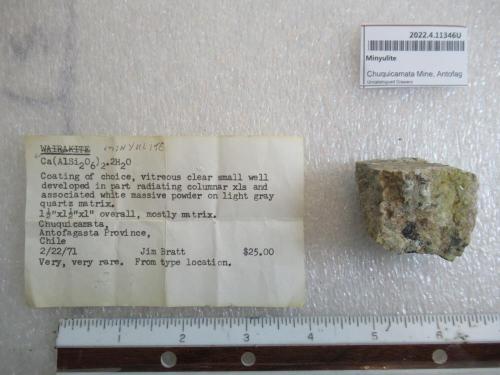 2022.4.11346U
Minyulite
Chuquicamata Mine, Antofag
Uncatalogued Drawers
WAIRAKITE MINYULITE
Ca(AlSi2O6)2.2H2O
Coating of choice, vitreous clear small well
developed in part radiating columnar xls and
associated white massive powder on light gray
quartz matrix.
1½"x1½"x1" overall, mostly matrix.
Chuquicamata,
Antofagasta Province,
Chile
2/22/71 Jim Bratt $25.00
Very, very rare. From type location.
1 2 3 4 5 6